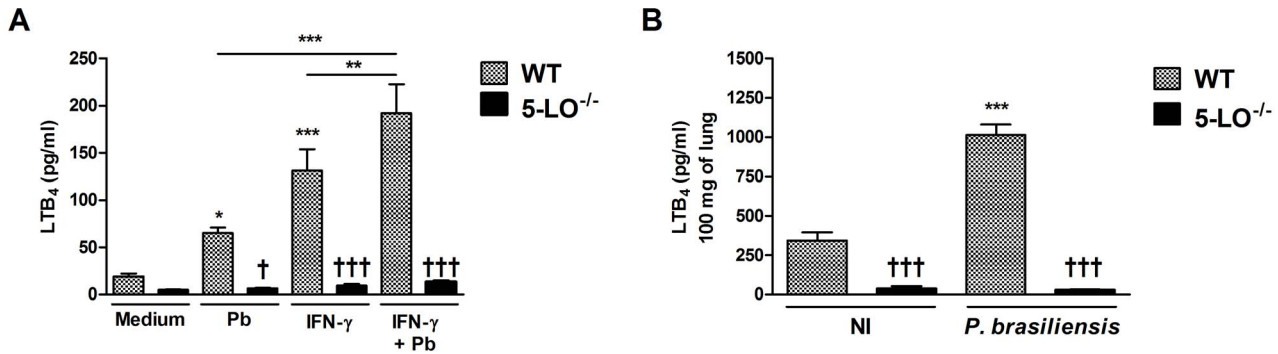 A
LTB4 (pg/ml)
250
200
150
100
50
0
***
**
*
***
†
†††
†††
Medium
Pb
IFN-γ
IFN-γ
+ Pb
WT
5-LO-/-
B
LTB4 (pg/ml)
100 mg of lung
1500
1250
1000
750
500
250
0
***
†††
†††
NI
P. brasiliensis
WT
5-LO-/-